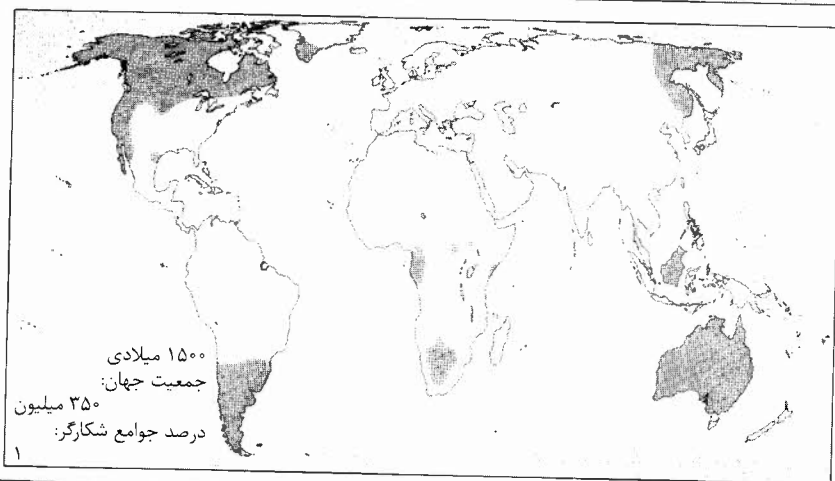 ۱۵۰۰ میلادی
جمعیت جهان:
۳۵۰ میلیون
درصد جوامع شکارگر:
۱